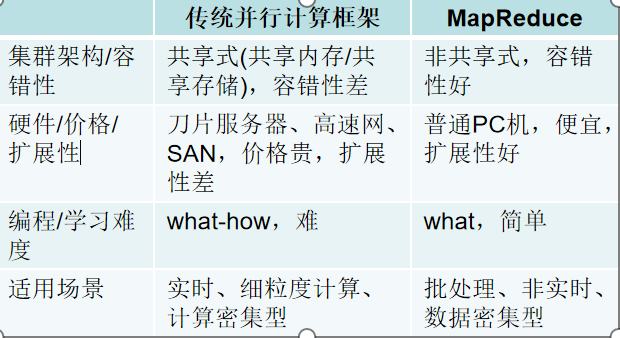 传统并行计算框架 MapReduce
集群架构/容错性 共享式(共享内存/共享存储)，容错性差 非共享式，容错性好
硬件/价格/扩展性 刀片服务器、高速网、SAN，价格贵，扩展性差 普通PC机，便宜，扩展性好
编程/学习难度 what-how，难 what，简单
适用场景 实时、细粒度计算、计算密集型 批处理、非实时、数据密集型